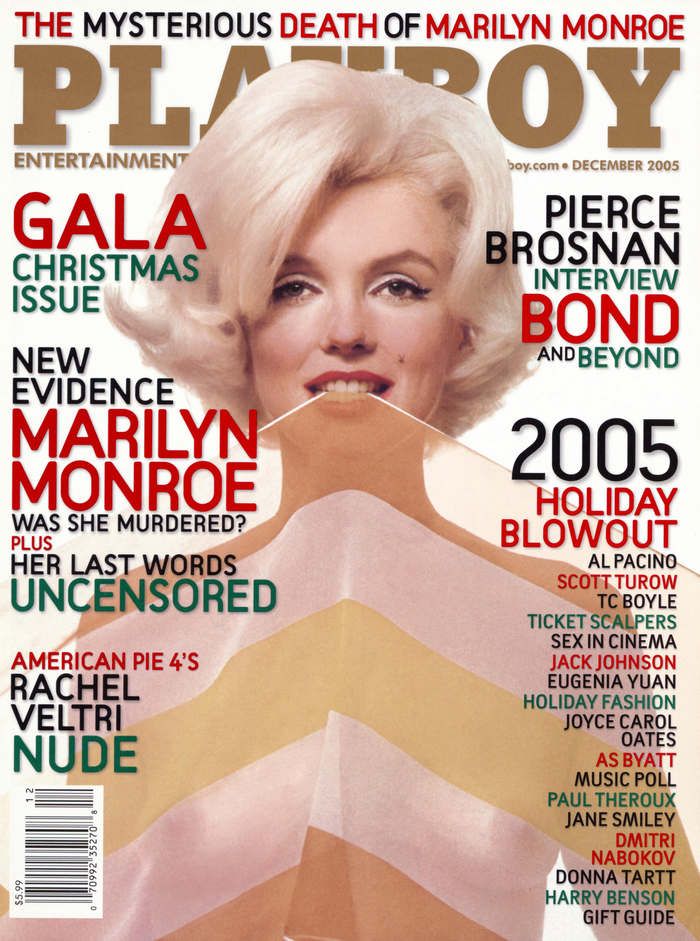 THE MYSTERIOUS DEATH OF MARILYN MONROE
PLAYBOY
ENTERTAINMENT
boy.com • DECEMBER 2005
GALA
CHRISTMAS
ISSUE
NEW
EVIDENCE
MARILYN
MONROE
WAS SHE MURDERED?
PLUS
HER LAST WORDS
UNCENSORED
AMERICAN PIE 4'S
RACHEL
VELTRI
NUDE
PIERCE
BROSNAN
INTERVIEW
BOND
AND BEYOND
2005
HOLIDAY
BLOWOUT
AL PACINO
SCOTT TUROW
TC BOYLE
TICKET SCALPERS
SEX IN CINEMA
JACK JOHNSON
EUGENIA YUAN
HOLIDAY FASHION
JOYCE CAROL
OATES
AS BYATT
MUSIC POLL
PAUL THEROUX
JANE SMILEY
DMITRI
NABOKOV
DONNA TARTT
HARRY BENSON
GIFT GUIDE
$5.99
1 2
0 70992 35270 8